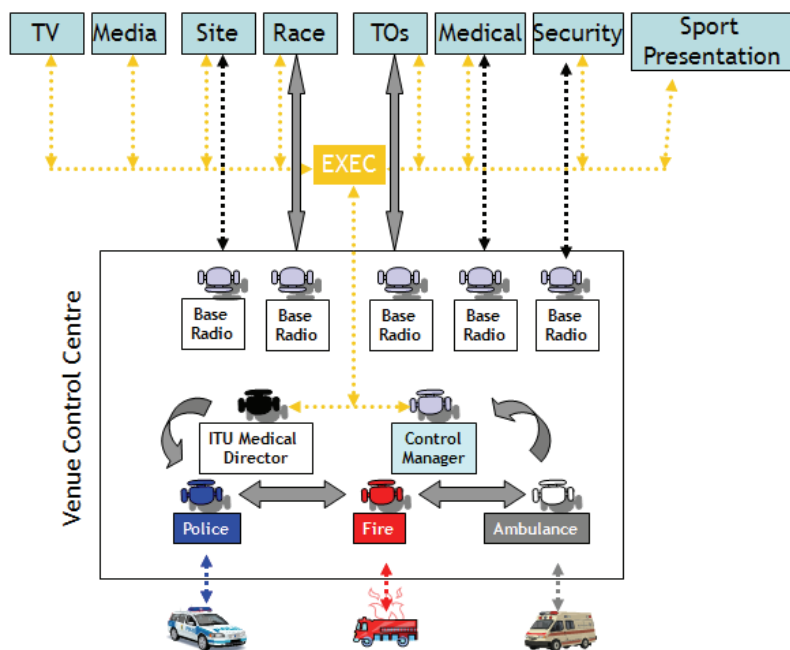 TV
Media
Site
Race
TOs
Medical
Security
Sport
Presentation
EXEC
Venue Control Centre
Base
Radio
Base
Radio
Base
Radio
Base
Radio
Base
Radio
ITU Medical
Director
Control
Manager
Police
Fire
Ambulance